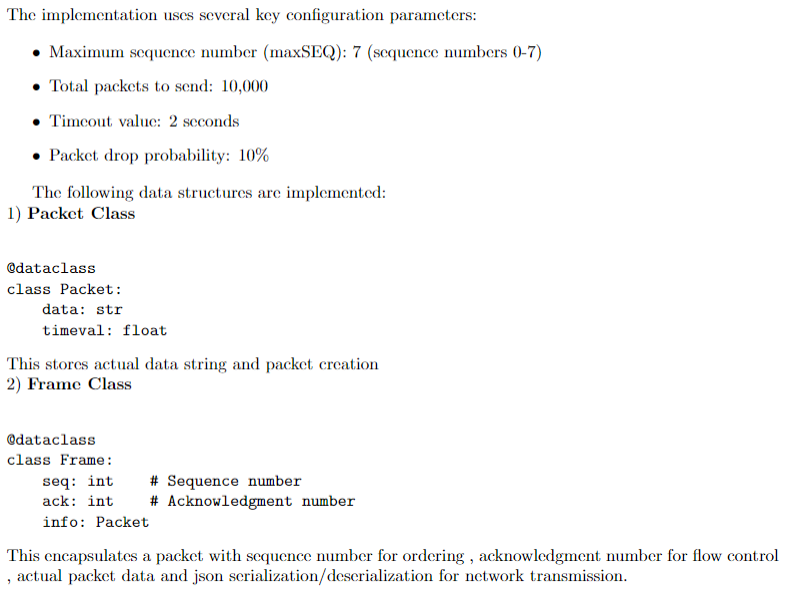 The implementation uses several key configuration parameters:
• Maximum sequence number (maxSEQ): 7 (sequence numbers 0-7)
• Total packets to send: 10,000
• Timeout value: 2 seconds
• Packet drop probability: 10%
The following data structures are implemented:
1) Packet Class
@dataclass
class Packet:
    data: str
    timeval: float
This stores actual data string and packet creation
2) Frame Class
@dataclass
class Frame:
    seq: int    # Sequence number
    ack: int    # Acknowledgment number
    info: Packet
This encapsulates a packet with sequence number for ordering , acknowledgment number for flow control
, actual packet data and json serialization/deserialization for network transmission.